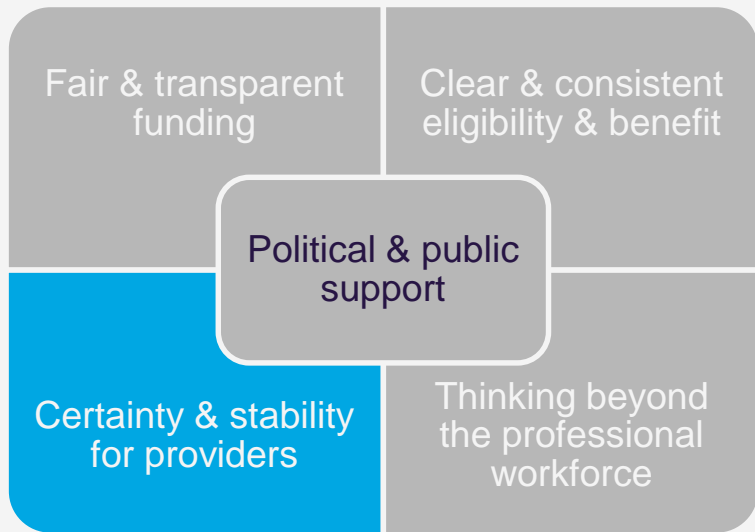 Fair & transparent
funding
Clear & consistent
eligibility & benefit
Political & public
support
Certainty & stability
for providers
Thinking beyond
the professional
workforce